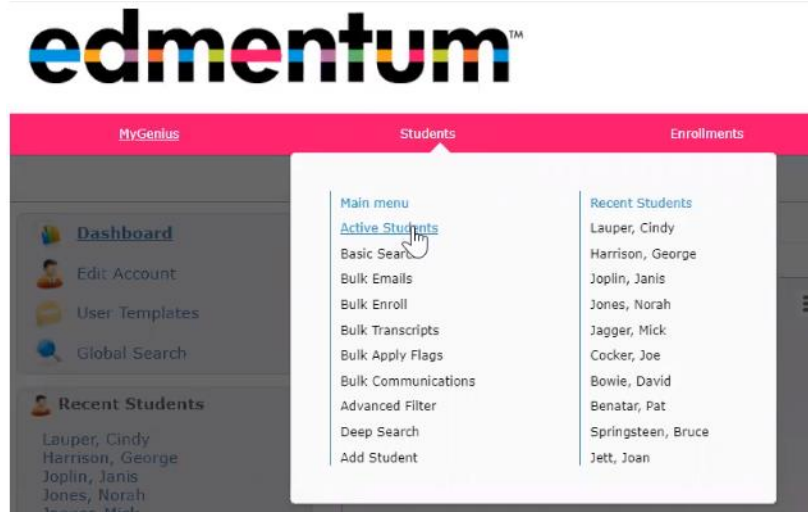 edmentum™
MyGenius
Students
Enrollments
Dashboard
Edit Account
User Templates
Global Search
Recent Students
Lauper, Cindy
Harrison, George
Joplin, Janis
Jones, Norah
Main menu
Active Students
Basic Search
Bulk Emails
Bulk Enroll
Bulk Transcripts
Bulk Apply Flags
Bulk Communications
Advanced Filter
Deep Search
Add Student
Recent Students
Lauper, Cindy
Harrison, George
Joplin, Janis
Jones, Norah
Jagger, Mick
Cocker, Joe
Bowie, David
Benatar, Pat
Springsteen, Bruce
Jett, Joan